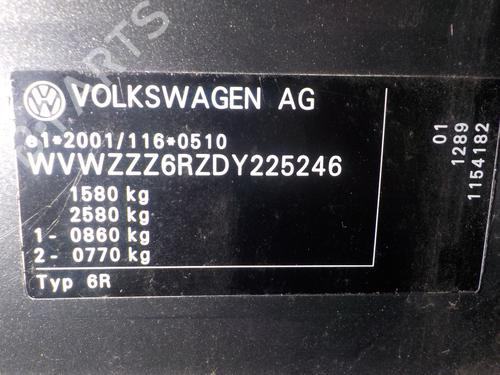 VOLKSWAGEN AG
e1*2001/116*0510
WVWZZZ6RZDY225246
1580 kg
2580 kg
1- 0860 kg
2- 0770 kg
Typ 6R
01
1289
1154182
PARTS